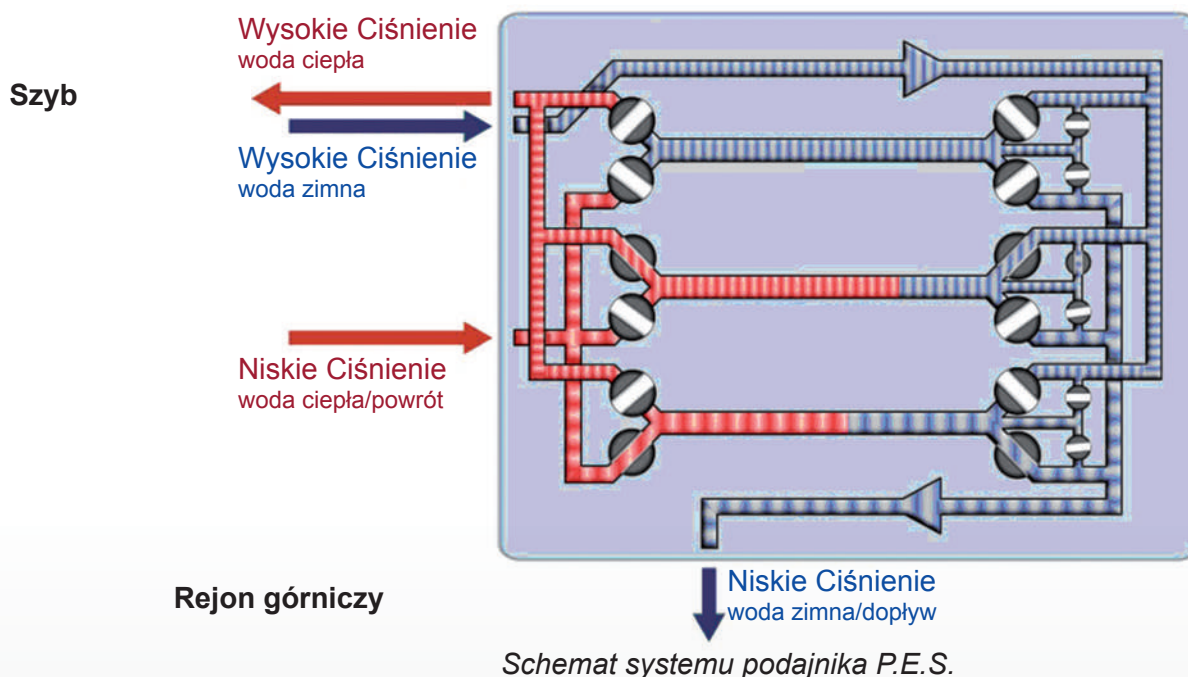 Wysokie Ciśnienie
woda ciepła
Szyb
Wysokie Ciśnienie
woda zimna
Niskie Ciśnienie
woda ciepła/powrót
Rejon górniczy
Niskie Ciśnienie
woda zimna/dopływ
Schemat systemu podajnika P.E.S.